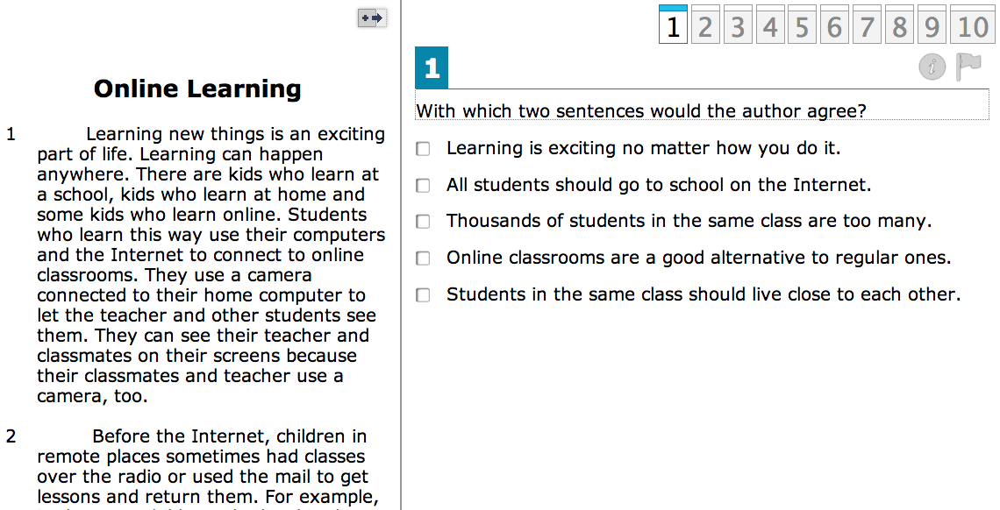 Online Learning
1 Learning new things is an exciting
part of life. Learning can happen
anywhere. There are kids who learn at
a school, kids who learn at home and
some kids who learn online. Students
who learn this way use their computers
and the Internet to connect to online
classrooms. They use a camera
connected to their home computer to
let the teacher and other students see
them. They can see their teacher and
classmates on their screens because
their classmates and teacher use a
camera, too.
2 Before the Internet, children in
remote places sometimes had classes
over the radio or used the mail to get
lessons and return them. For example,
1 2 3 4 5 6 7 8 9 10
1
i
With which two sentences would the author agree?
Learning is exciting no matter how you do it.
All students should go to school on the Internet.
Thousands of students in the same class are too many.
Online classrooms are a good alternative to regular ones.
Students in the same class should live close to each other.